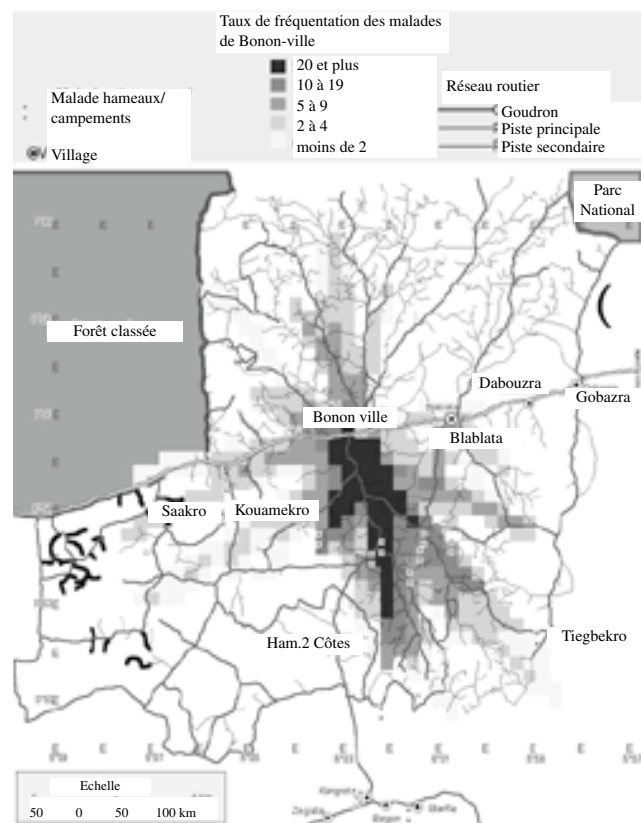 Taux de fréquentation des malades
de Bonon-ville
20 et plus
10 à 19
5 à 9
2 à 4
moins de 2
Malade hameaux/
campements
Village
Réseau routier
Goudron
Piste principale
Piste secondaire
Parc
National
Forêt classée
Dabouzra
Gobazra
Bonon ville
Blablata
Saakro
Kouamekro
Ham.2 Côtes
Tiegbekro
E E E E E E
Echelle
50 0 50 100 km